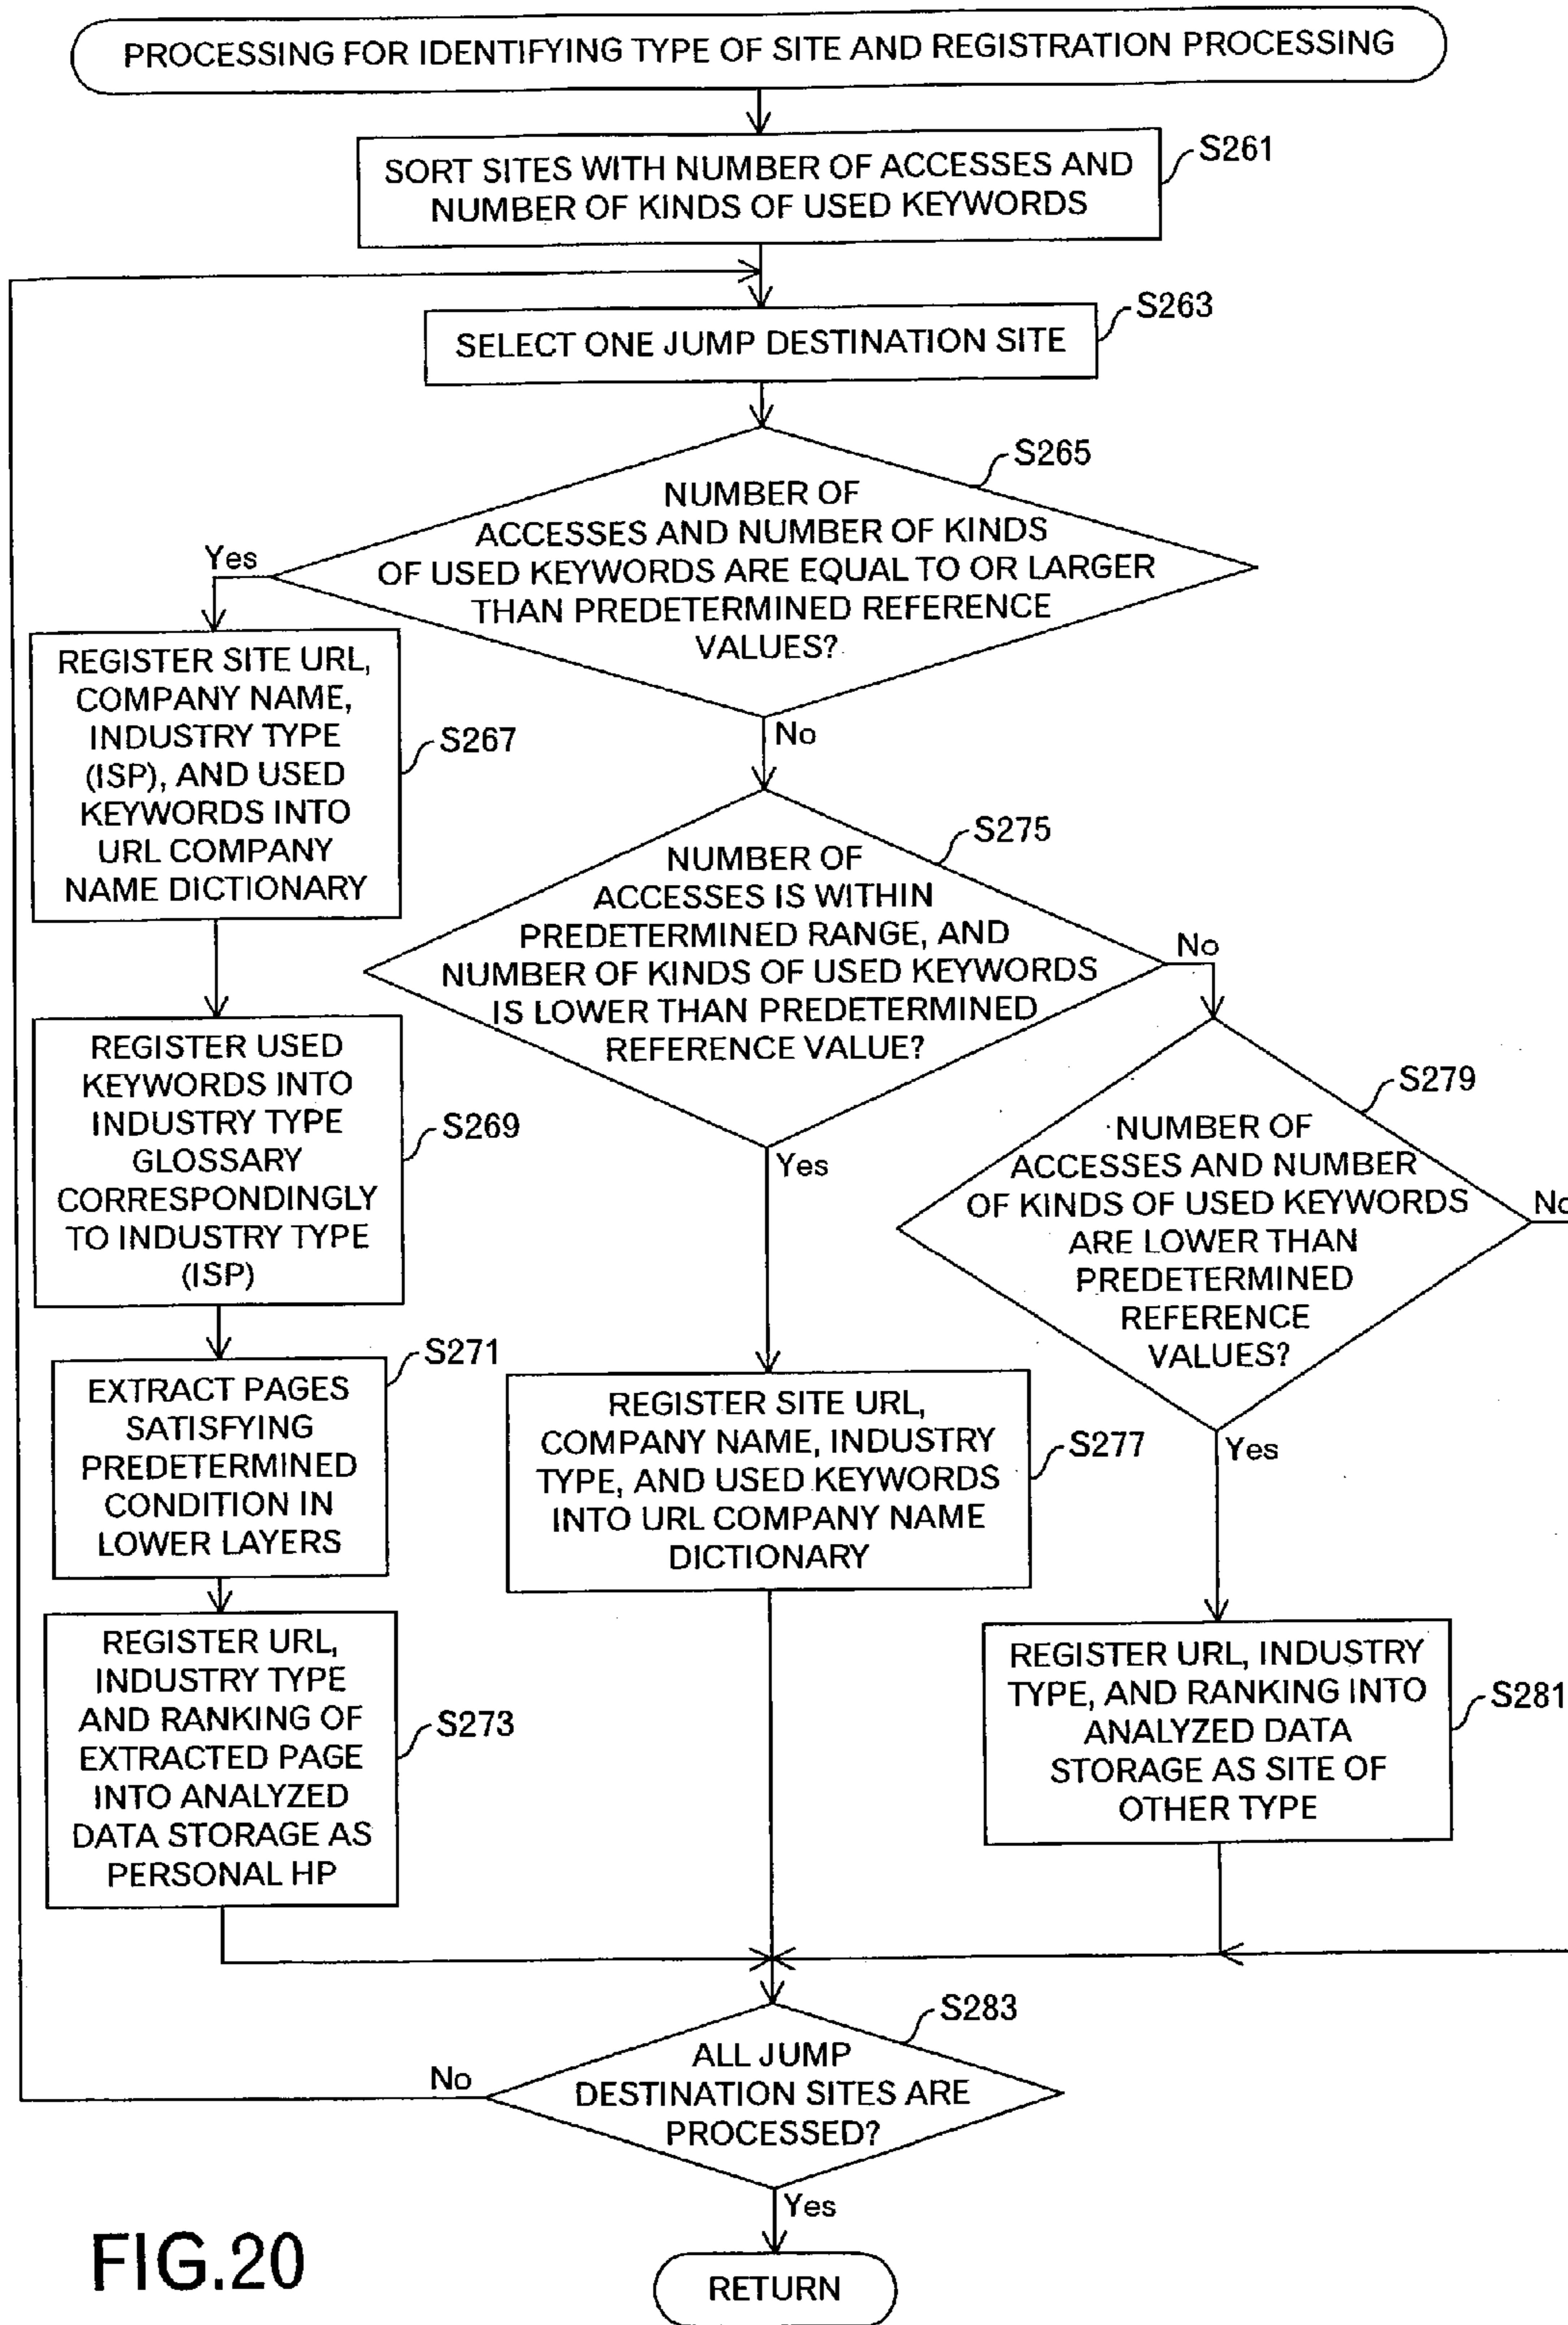 PROCESSING FOR IDENTIFYING TYPE OF SITE AND REGISTRATION PROCESSING
SORT SITES WITH NUMBER OF ACCESSES AND
NUMBER OF KINDS OF USED KEYWORDS
S261
SELECT ONE JUMP DESTINATION SITE
S263
S265
NUMBER OF
ACCESSES AND NUMBER OF KINDS
OF USED KEYWORDS ARE EQUAL TO OR LARGER
THAN PREDETERMINED REFERENCE
VALUES?
Yes
No
REGISTER SITE URL,
COMPANY NAME,
INDUSTRY TYPE
(ISP), AND USED
KEYWORDS INTO
URL COMPANY
NAME DICTIONARY
S267
REGISTER USED
KEYWORDS INTO
INDUSTRY TYPE
GLOSSARY
CORRESPONDINGLY
TO INDUSTRY TYPE
(ISP)
S269
S271
EXTRACT PAGES
SATISFYING
PREDETERMINED
CONDITION IN
LOWER LAYERS
REGISTER URL,
INDUSTRY TYPE
AND RANKING OF
EXTRACTED PAGE
INTO ANALYZED
DATA STORAGE AS
PERSONAL HP
S273
S275
NUMBER OF
ACCESSES IS WITHIN
PREDETERMINED RANGE, AND
NUMBER OF KINDS OF USED KEYWORDS
IS LOWER THAN PREDETERMINED
REFERENCE VALUE?
No
Yes
REGISTER SITE URL,
COMPANY NAME, INDUSTRY
TYPE, AND USED KEYWORDS
INTO URL COMPANY NAME
DICTIONARY
S277
S279
NUMBER OF
ACCESSES AND NUMBER
OF KINDS OF USED KEYWORDS
ARE LOWER THAN
PREDETERMINED
REFERENCE
VALUES?
No
Yes
REGISTER URL, INDUSTRY
TYPE, AND RANKING INTO
ANALYZED DATA
STORAGE AS SITE OF
OTHER TYPE
S281
S283
ALL JUMP
DESTINATION SITES ARE
PROCESSED?
No
Yes
RETURN
FIG.20